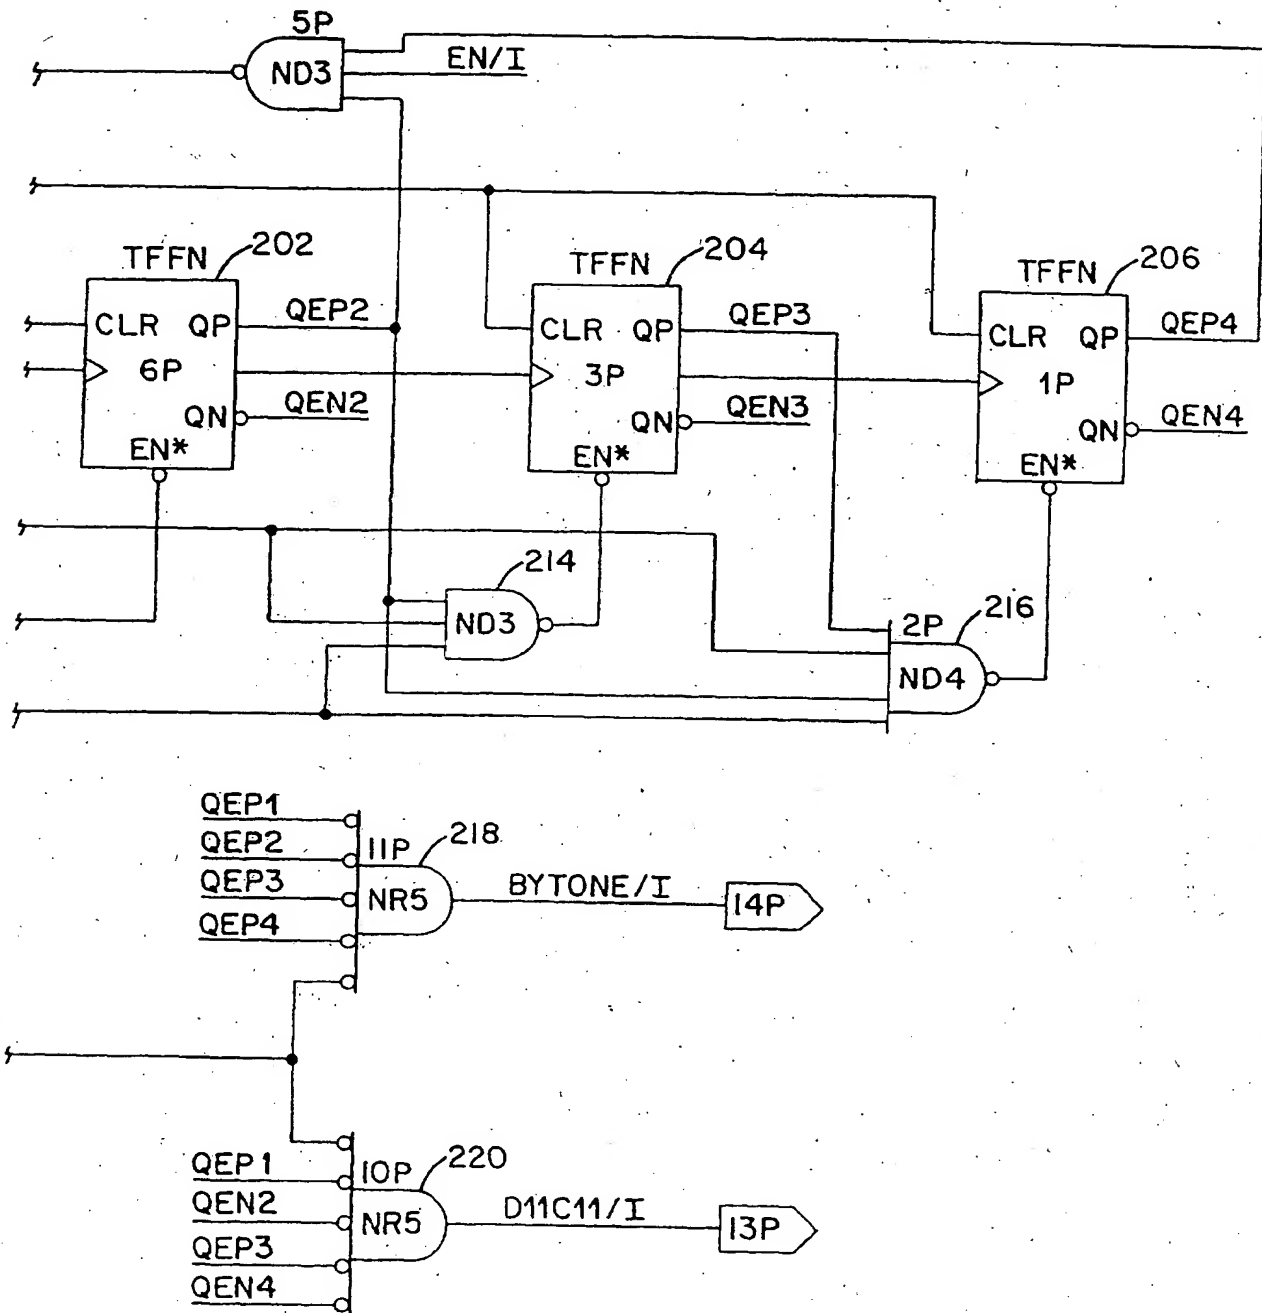 5P
ND3
EN/I
TFFN
202
CLR
QP
6P
QN
EN*
QEP2
QEN2
TFFN
204
CLR
QP
3P
QN
EN*
QEP3
QEN3
TFFN
206
CLR
QP
1P
QN
EN*
QEP4
QEN4
214
ND3
2P
216
ND4
QEP1
QEP2
QEP3
QEP4
11P
218
NR5
BYTONE/I
14P
QEP1
QEN2
QEP3
QEN4
10P
220
NR5
D11C11/I
13P